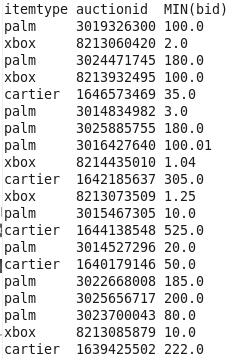 itemtype auctionid MIN(bid)
palm 3019326300 100.0
xbox 8213060420 2.0
palm 3024471745 180.0
xbox 8213932495 100.0
cartier 1646573469 35.0
palm 3014834982 3.0
palm 3025885755 180.0
palm 3016427640 100.01
xbox 8214435010 1.04
cartier 1642185637 305.0
xbox 8213073509 1.25
palm 3015467305 10.0
cartier 1644138548 525.0
palm 3014527296 20.0
cartier 1640179146 50.0
palm 3022668008 185.0
palm 3025656717 200.0
palm 3023700043 80.0
xbox 8213085879 10.0
cartier 1639425502 222.0